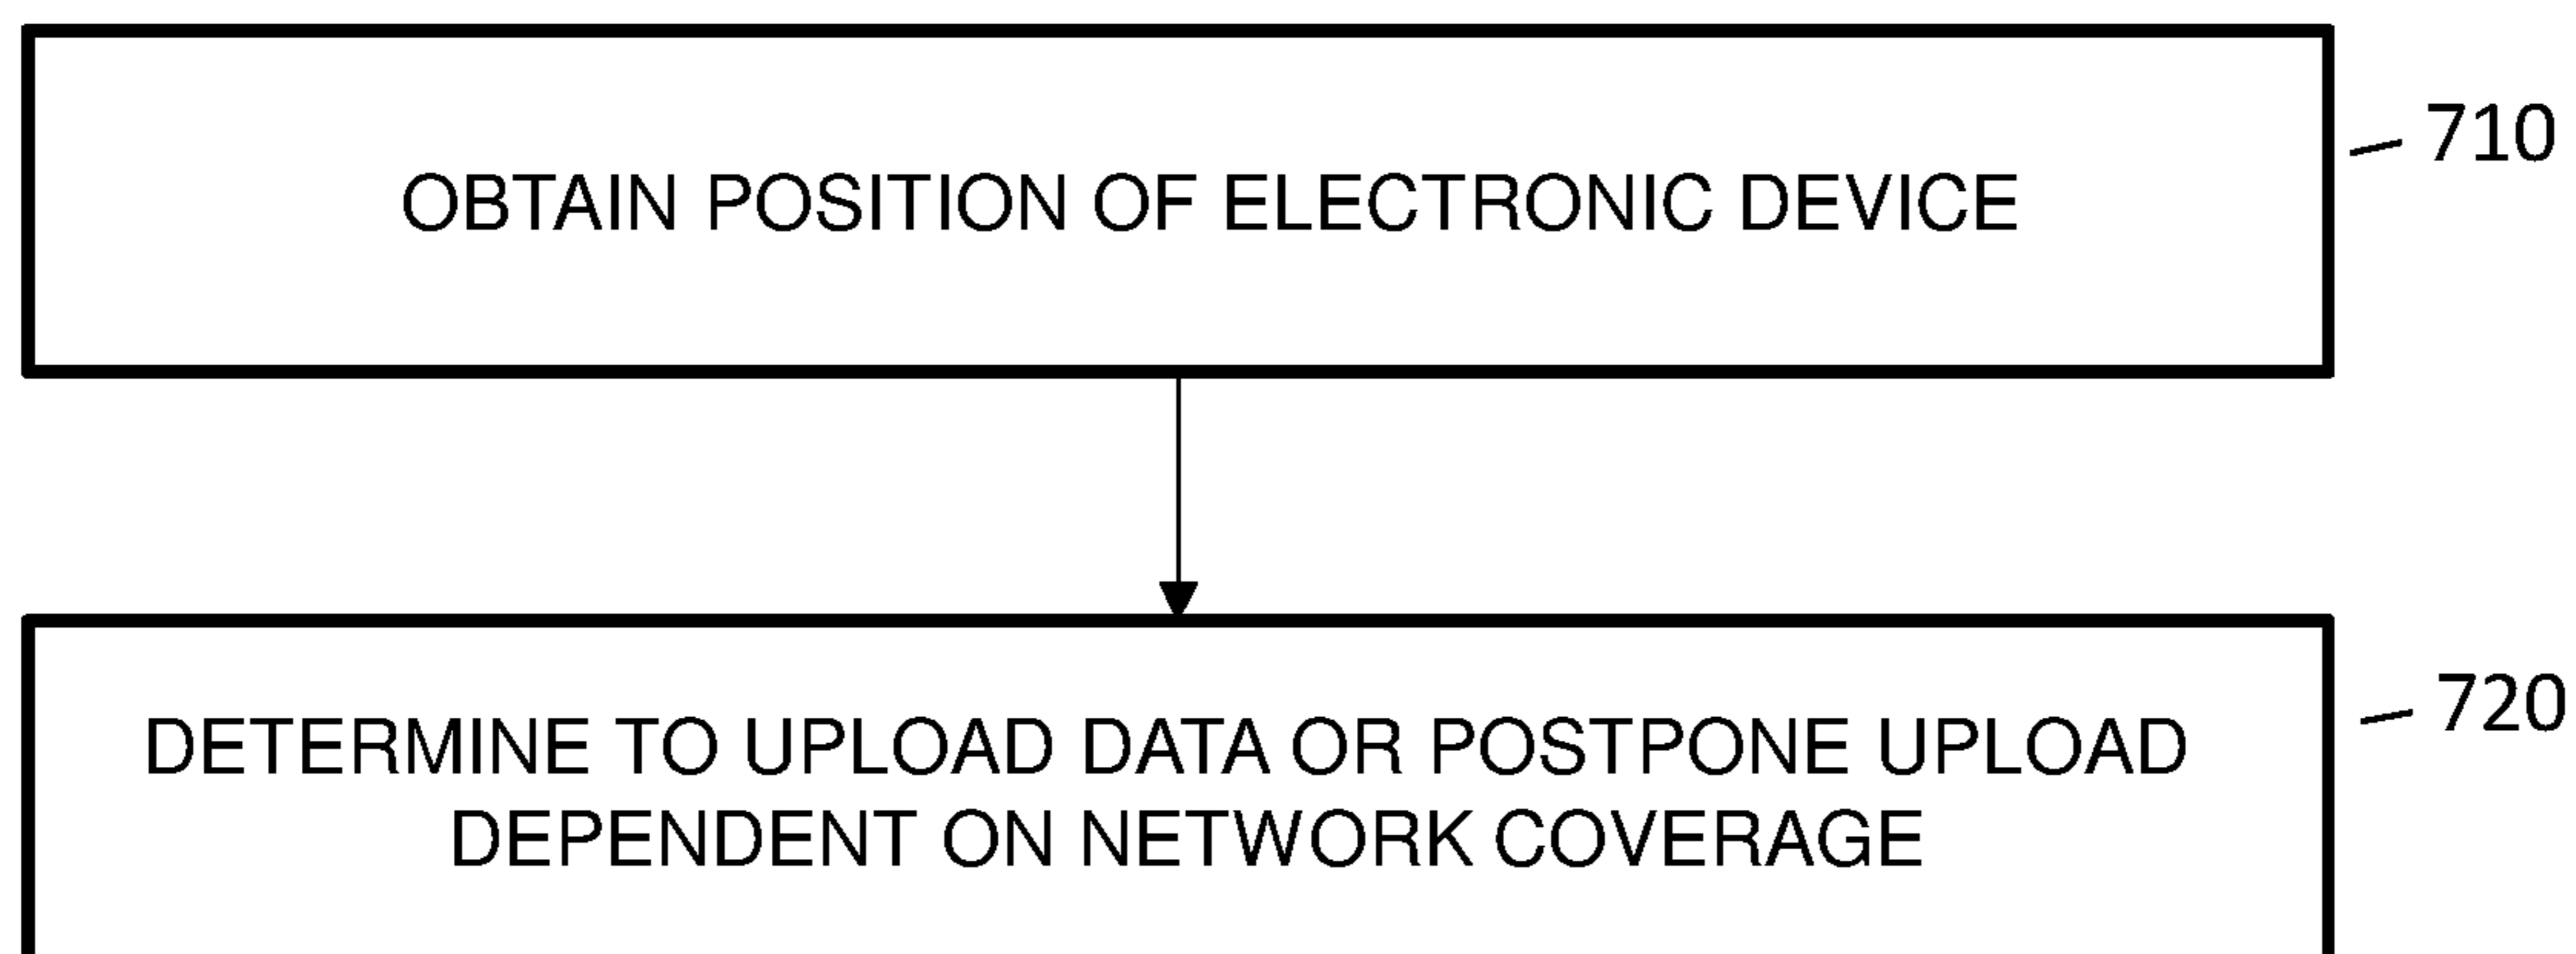 710
OBTAIN POSITION OF ELECTRONIC DEVICE
720
DETERMINE TO UPLOAD DATA OR POSTPONE UPLOAD
DEPENDENT ON NETWORK COVERAGE